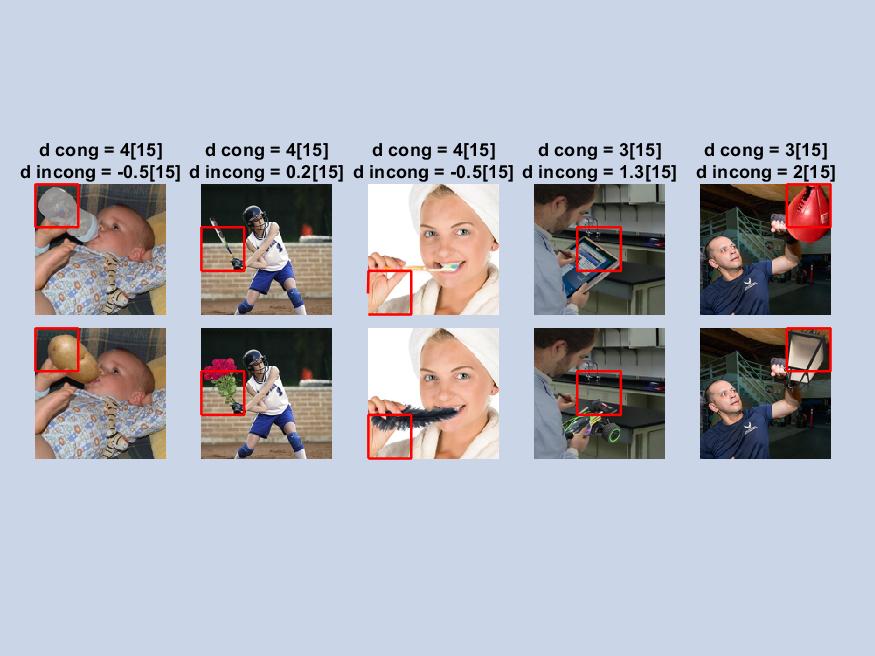 d cong = 4[15]
d incong = -0.5[15]
d cong = 4[15]
d incong = 0.2[15]
d cong = 4[15]
d incong = -0.5[15]
d cong = 3[15]
d incong = 1.3[15]
d cong = 3[15]
d incong = 2[15]